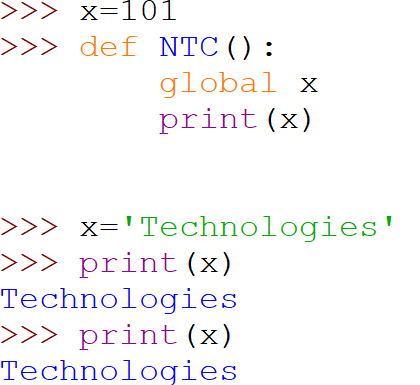 >>> x=101
>>> def NTC():
        global x
        print(x)
>>> x='Technologies'
>>> print(x)
Technologies
>>> print(x)
Technologies